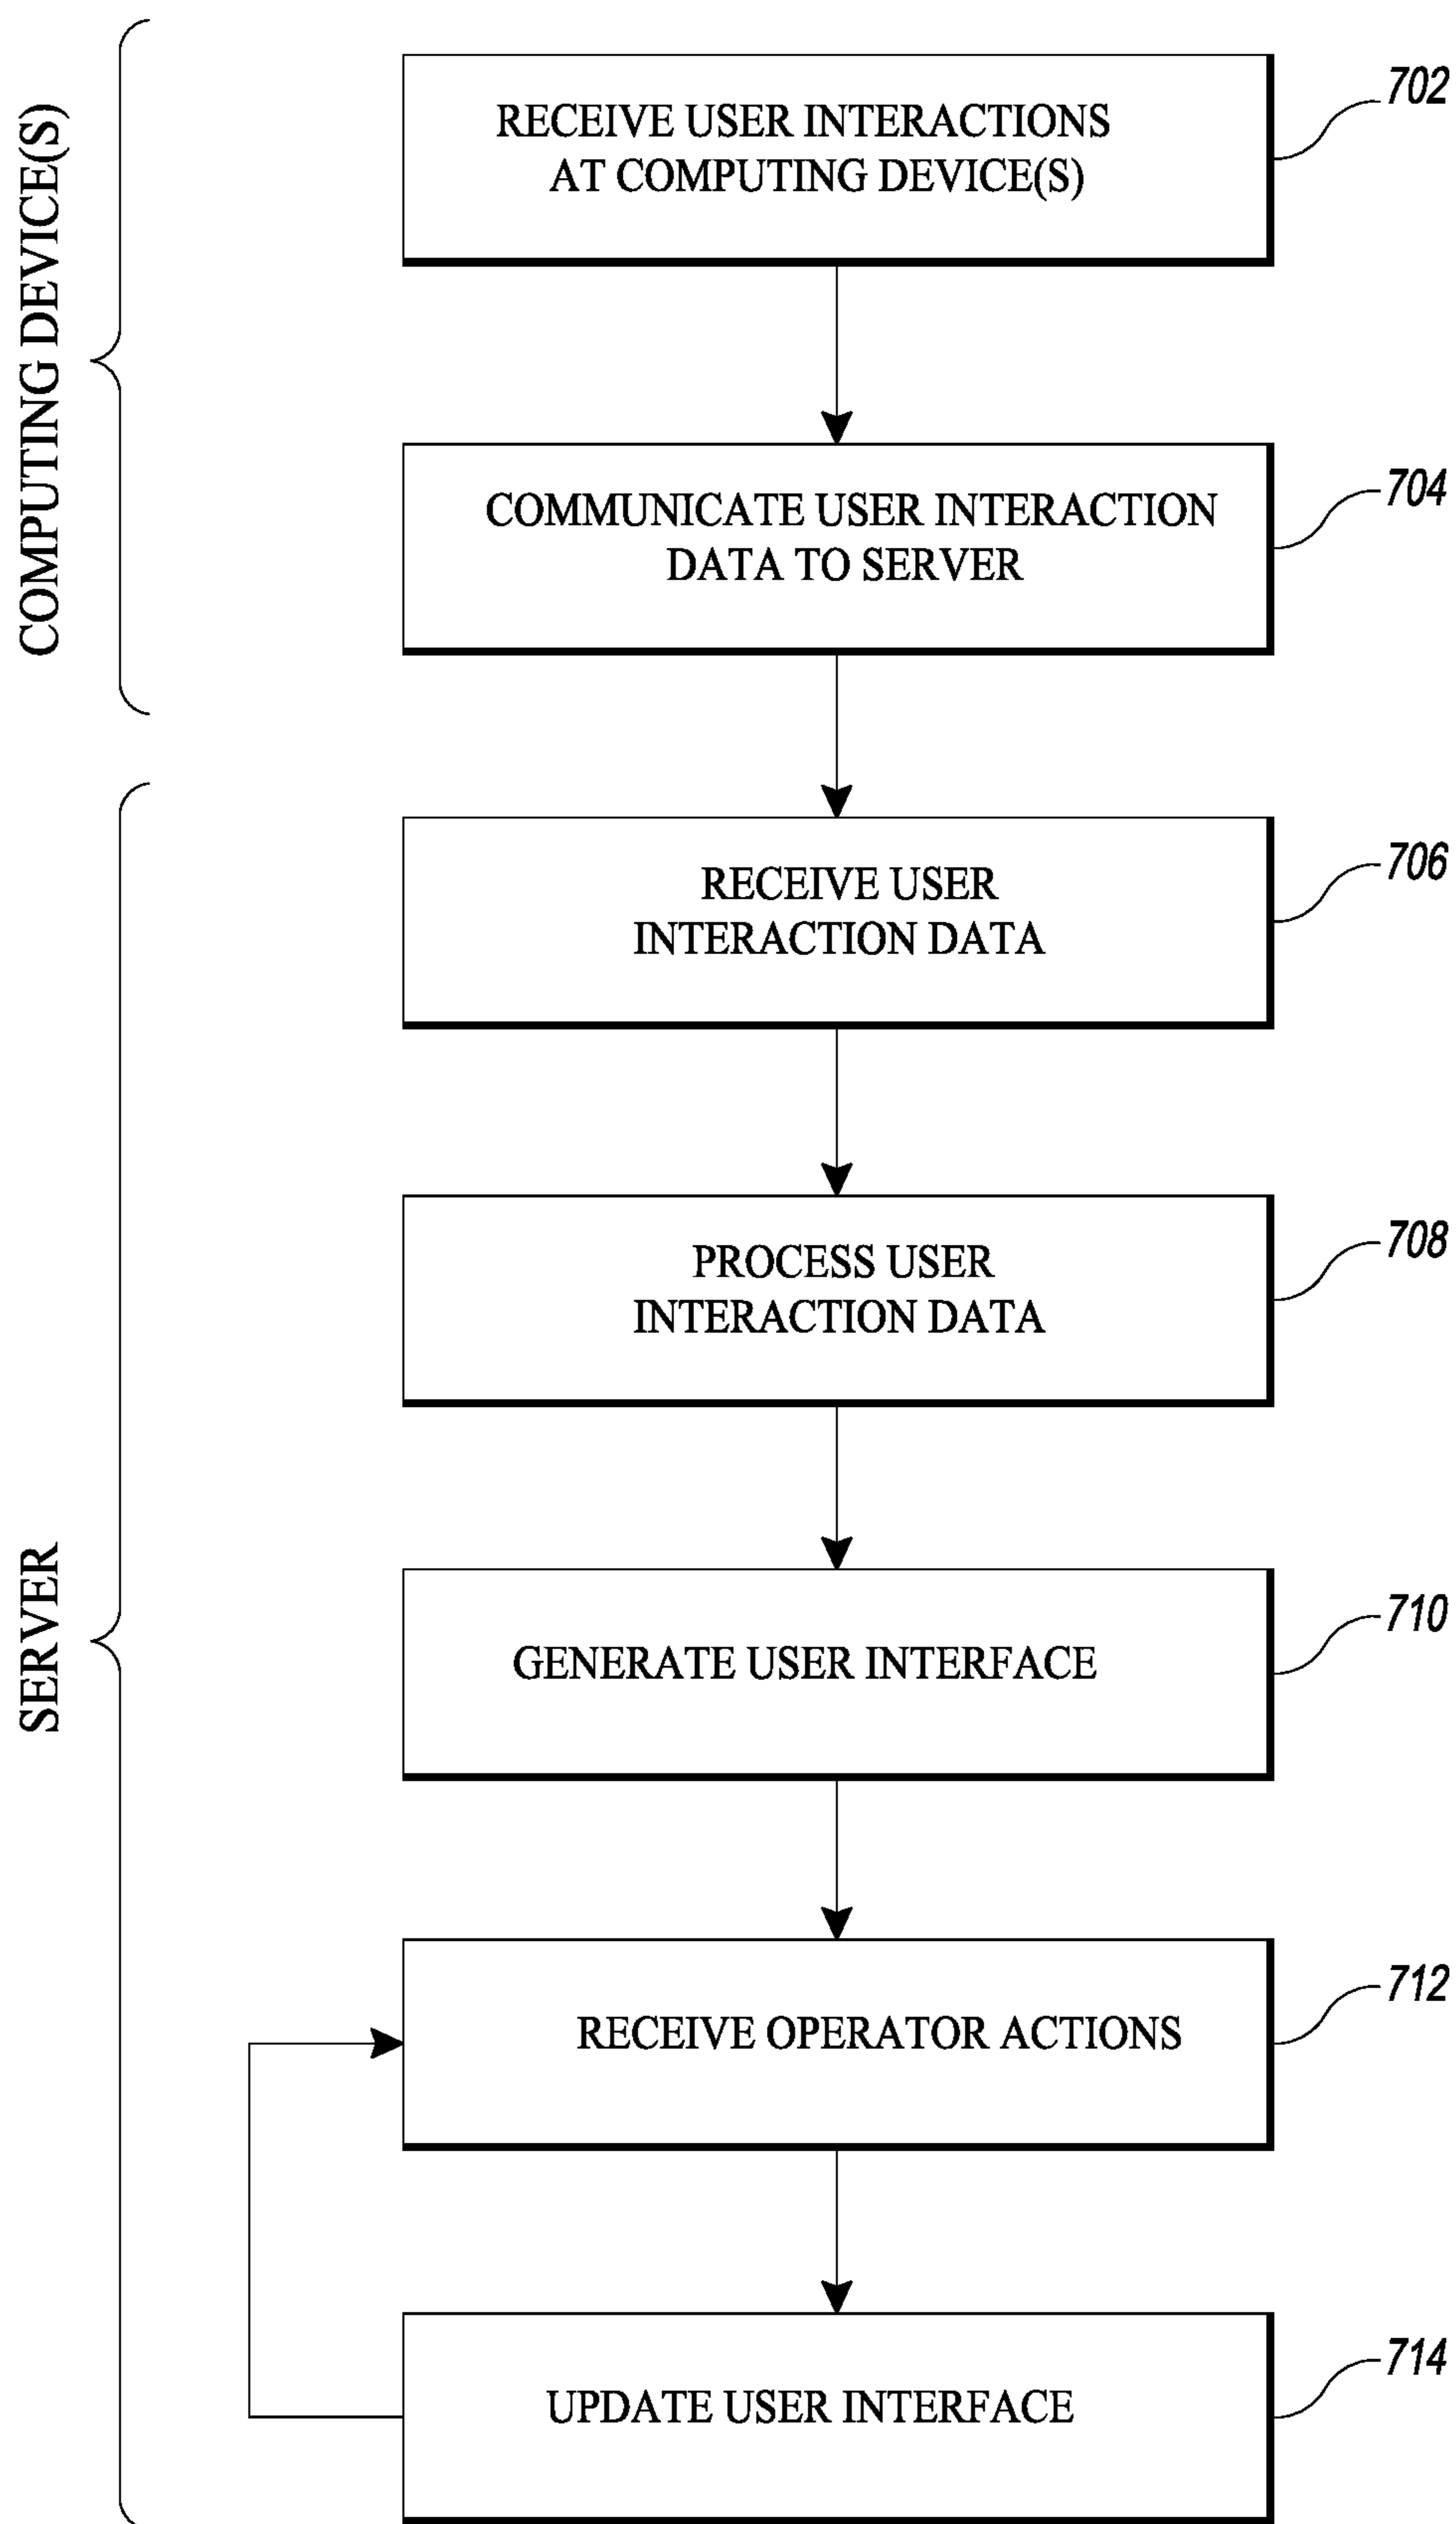 COMPUTING DEVICE(S)
RECEIVE USER INTERACTIONS
AT COMPUTING DEVICE(S)
702
COMMUNICATE USER INTERACTION
DATA TO SERVER
704
SERVER
RECEIVE USER
INTERACTION DATA
706
PROCESS USER
INTERACTION DATA
708
GENERATE USER INTERFACE
710
RECEIVE OPERATOR ACTIONS
712
UPDATE USER INTERFACE
714